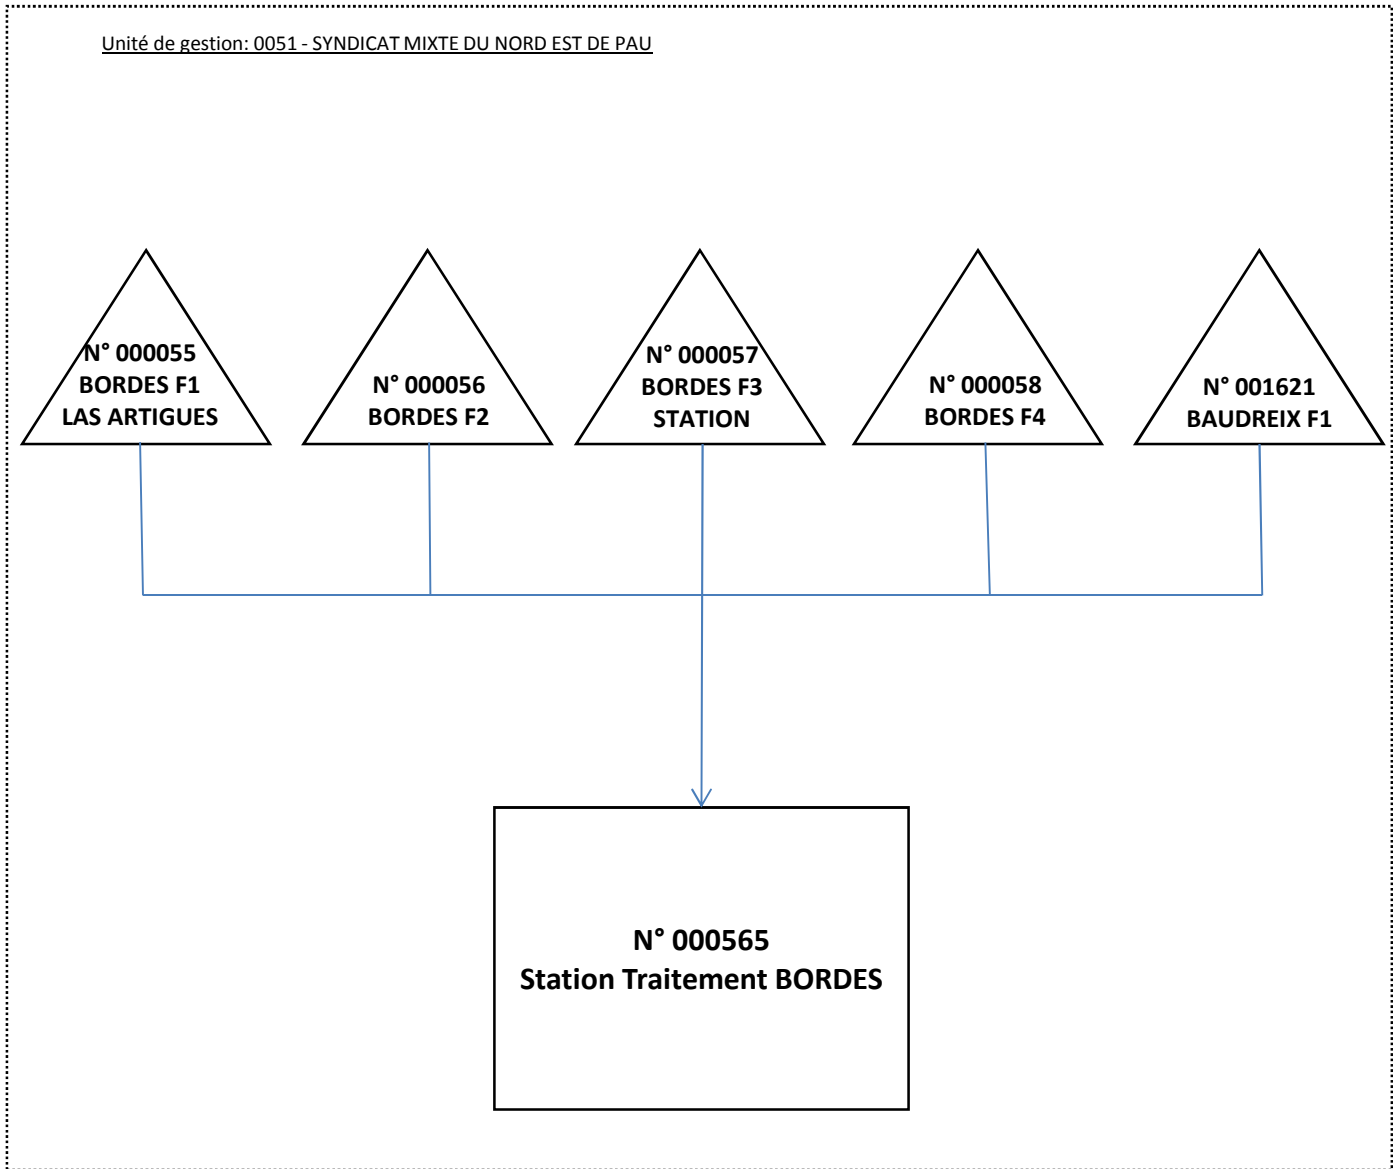 Unité de gestion: 0051 - SYNDICAT MIXTE DU NORD EST DE PAU
N° 000055
BORDES F1
LAS ARTIGUES
N° 000056
BORDES F2
N° 000057
BORDES F3
STATION
N° 000058
BORDES F4
N° 001621
BAUDREIX F1
N° 000565
Station Traitement BORDES